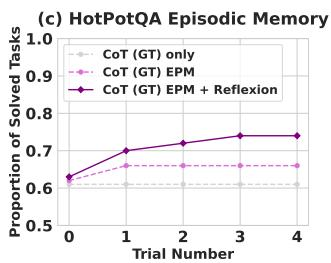 (c) HotPotQA Episodic Memory
Proportion of Solved Tasks
1.0
0.9
0.8
0.7
0.6
0.5
CoT (GT) only
CoT (GT) EPM
CoT (GT) EPM + Reflexion
0 1 2 3 4
Trial Number